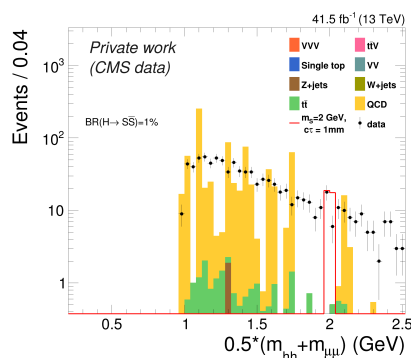 41.5 fb⁻¹ (13 TeV)
Private work
(CMS data)
VVV
tt̄V
Single top
VV
Z+jets
W+jets
tt̄
QCD
m_S=2 GeV,
cτ = 1mm
data
BR(H→ SS̄)=1%
Events / 0.04
10³
10²
10
1
0.5
1
1.5
2
2.5
0.5*(m_hh+m_μμ) (GeV)